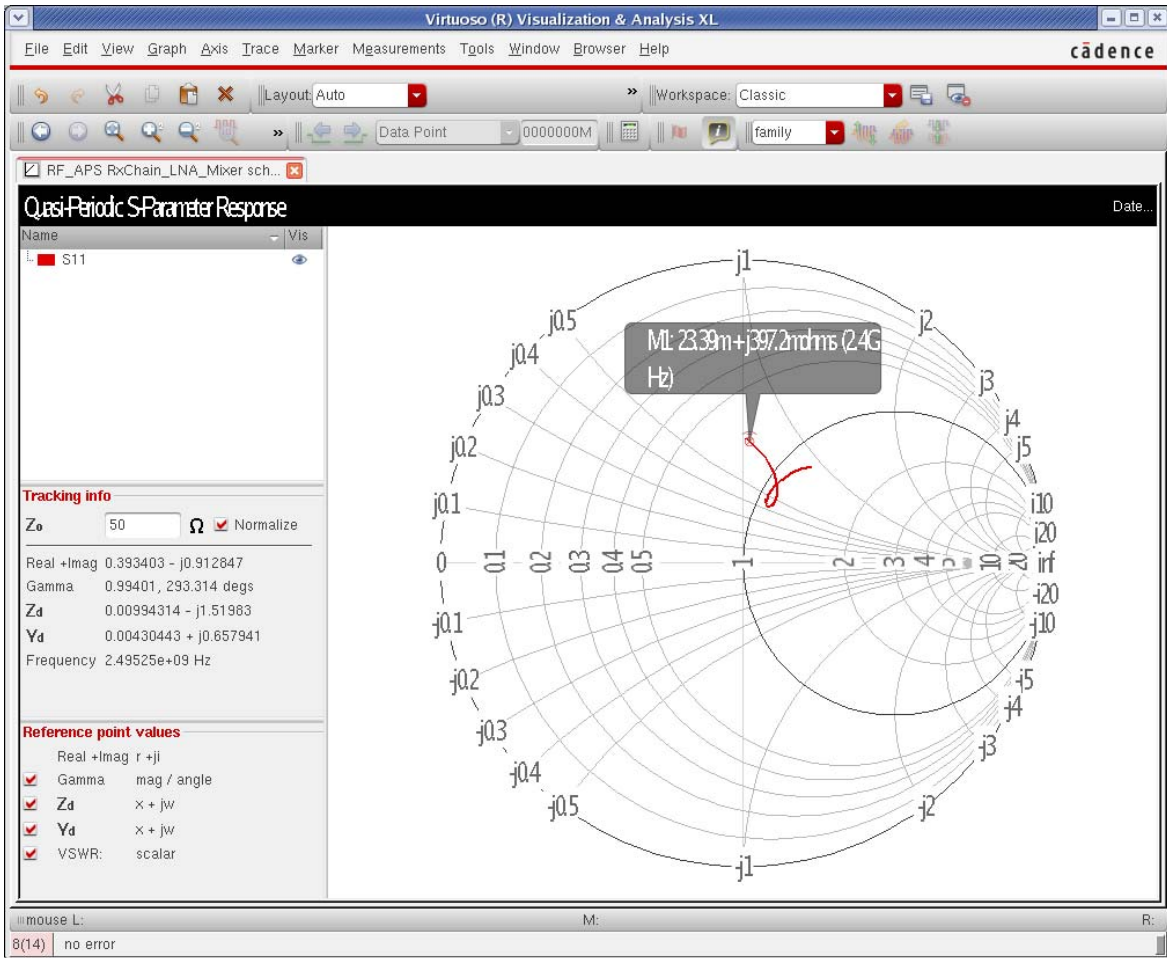 Virtuoso (R) Visualization & Analysis XL
File Edit View Graph Axis Trace Marker Measurements Tools Window Browser Help cādence
Layout: Auto » Workspace: Classic
» Data Point 0000000M family
RF_APS RxChain_LNA_Mixer sch...
Quasi-Periodic S-Parameter Response Date...
Name Vis
S11
j1
j0.5 j2
M1: 23.39m+j397.2mohms (2.4G
Hz)
j0.4
j0.3 j3
j4
j0.2 j5
Tracking info
Zo 50 Ω Normalize
j0.1 j10
j20
Real +Imag 0.393403 - j0.912847
0 0.1 0.2 0.3 0.4 0.5 1 2 3 4 5 10 20 inf
Gamma 0.99401, 293.314 degs
-j20
Zd 0.00994314 - j1.51983
-j0.1 -j10
Yd 0.00430443 + j0.657941
Frequency 2.49525e+09 Hz
-j0.2 -j5
-j4
Reference point values
-j0.3 -j3
Real +Imag r +ji
Gamma mag / angle
-j0.4
Zd x + jw
-j0.5 -j2
Yd x + jw
VSWR: scalar
-j1
mouse L: M: R:
8(14) no error